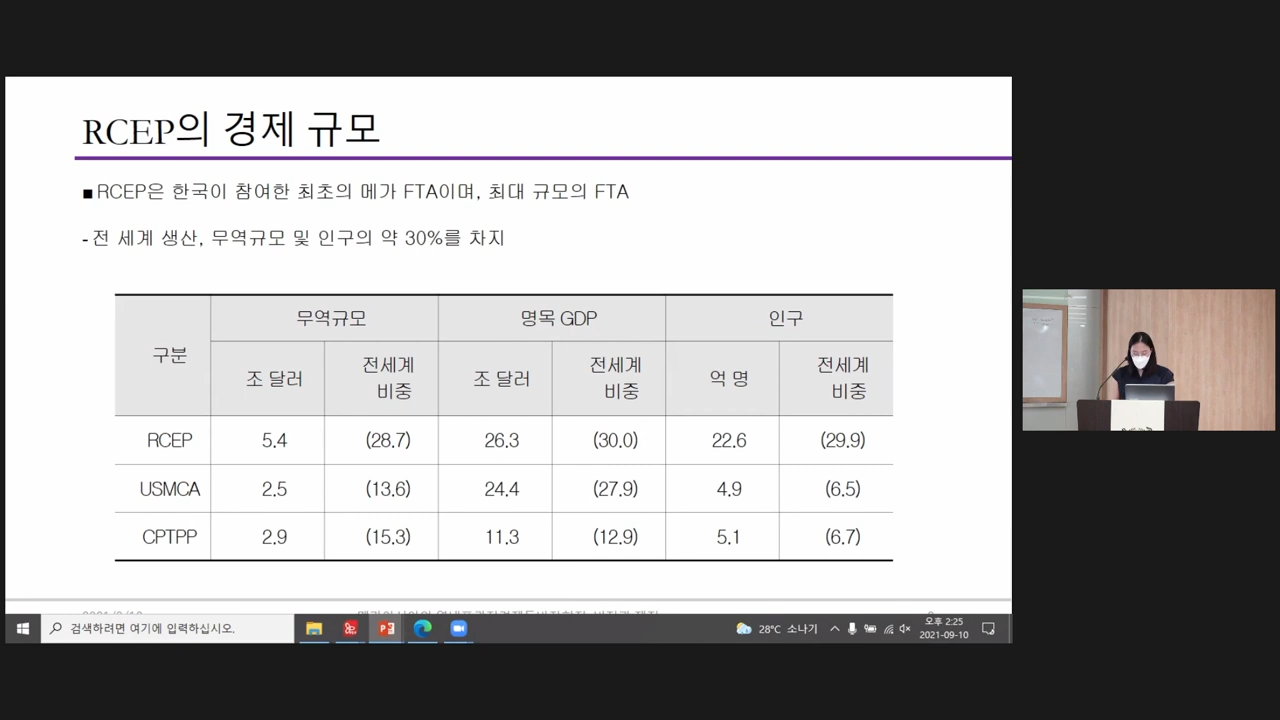 RCEP의 경제 규모
■ RCEP은 한국이 참여한 최초의 메가 FTA이며, 최대 규모의 FTA
- 전 세계 생산, 무역규모 및 인구의 약 30%를 차지
구분 무역규모 명목 GDP 인구
조 달러 전세계 비중 조 달러 전세계 비중 억 명 전세계 비중
RCEP 5.4 (28.7) 26.3 (30.0) 22.6 (29.9)
USMCA 2.5 (13.6) 24.4 (27.9) 4.9 (6.5)
CPTPP 2.9 (15.3) 11.3 (12.9) 5.1 (6.7)
검색하려면 여기에 입력하십시오.
28°C 소나기
오후 2:25
2021-09-10